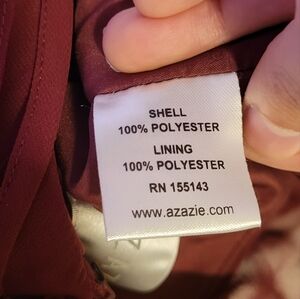 SHELL
100% POLYESTER
LINING
100% POLYESTER
RN 155143
www.azazie.com